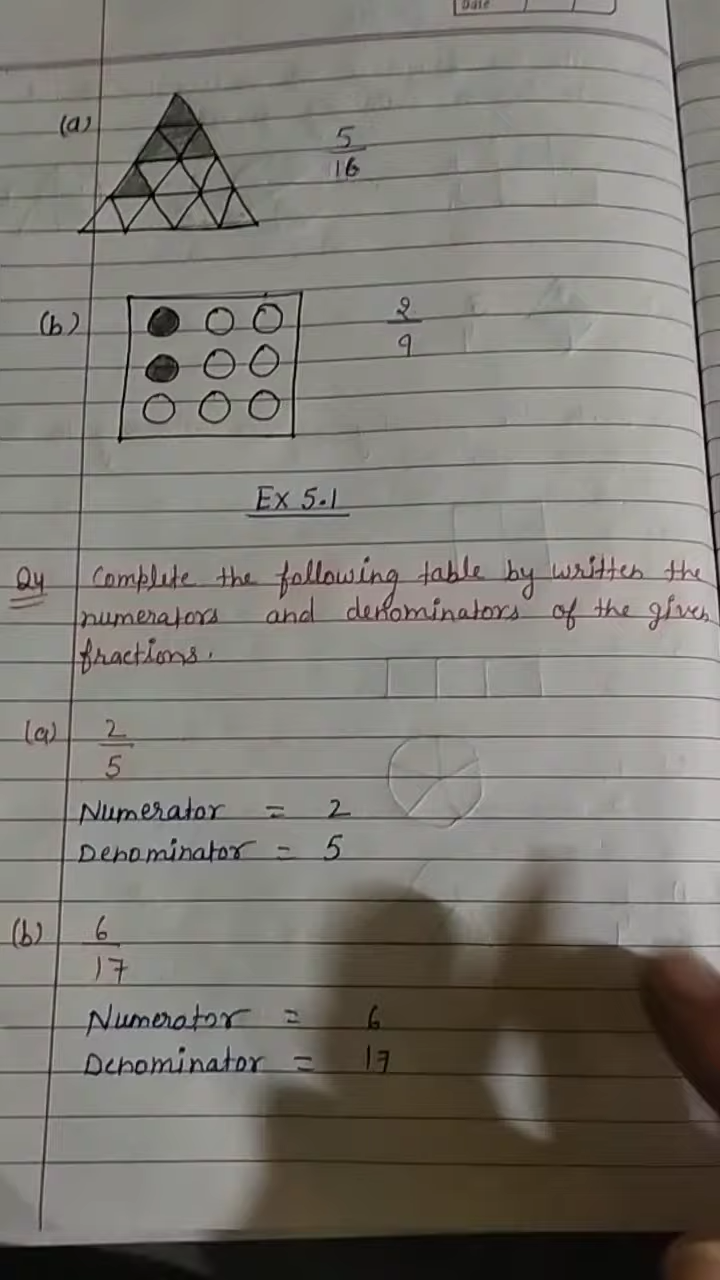 Date
(a)
5
16
(b)
2
9
Ex 5.1
Q4 Complete the following table by written the
numerators and denominators of the given
fractions.
(a) 2
5
Numerator = 2
Denominator = 5
(b) 6
17
Numerator = 6
Denominator = 17